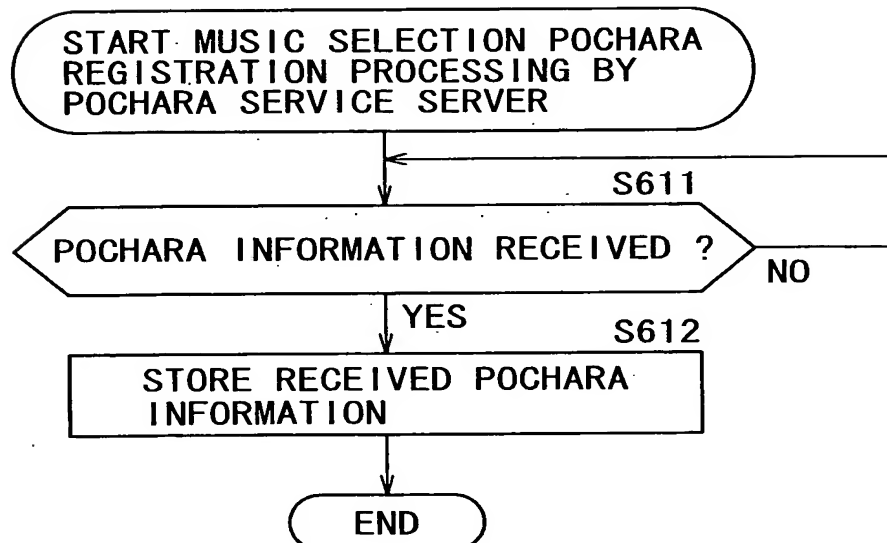 START MUSIC SELECTION POCHARA
REGISTRATION PROCESSING BY
POCHARA SERVICE SERVER
S611
POCHARA INFORMATION RECEIVED ?
NO
YES
S612
STORE RECEIVED POCHARA
INFORMATION
END